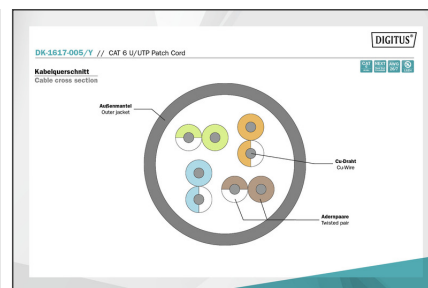 DIGITUS®
DK-1617-005/Y // CAT 6 U/UTP Patch Cord
Kabelquerschnitt
Cable cross section
Außenmantel
Outer jacket
Cu-Draht
Cu-Wire
Adernpaare
Twisted pair